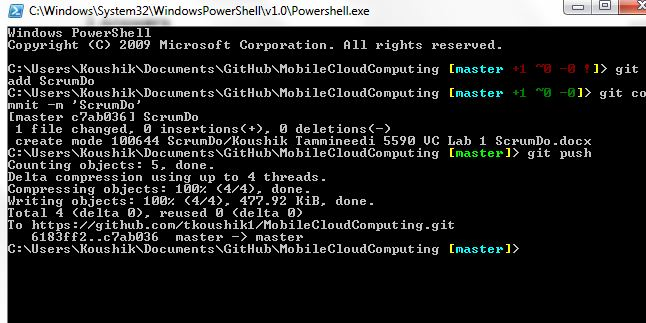 C:\Windows\System32\WindowsPowerShell\v1.0\Powershell.exe
Windows PowerShell
Copyright (C) 2009 Microsoft Corporation. All rights reserved.
C:\Users\Koushik\Documents\GitHub\MobileCloudComputing [master +1 ~0 -0 !]> git
add ScrumDo
C:\Users\Koushik\Documents\GitHub\MobileCloudComputing [master +1 ~0 -0]> git co
mmit -m 'ScrumDo'
[master c7ab036] ScrumDo
1 file changed, 0 insertions(+), 0 deletions(-)
create mode 100644 ScrumDo/Koushik Tammineedi 5590 VC Lab 1 ScrumDo.docx
C:\Users\Koushik\Documents\GitHub\MobileCloudComputing [master]> git push
Counting objects: 5, done.
Delta compression using up to 4 threads.
Compressing objects: 100% (4/4), done.
Writing objects: 100% (4/4), 477.92 KiB, done.
Total 4 (delta 0), reused 0 (delta 0)
To https://github.com/tkoushik1/MobileCloudComputing.git
6183ff2..c7ab036  master -> master
C:\Users\Koushik\Documents\GitHub\MobileCloudComputing [master]>